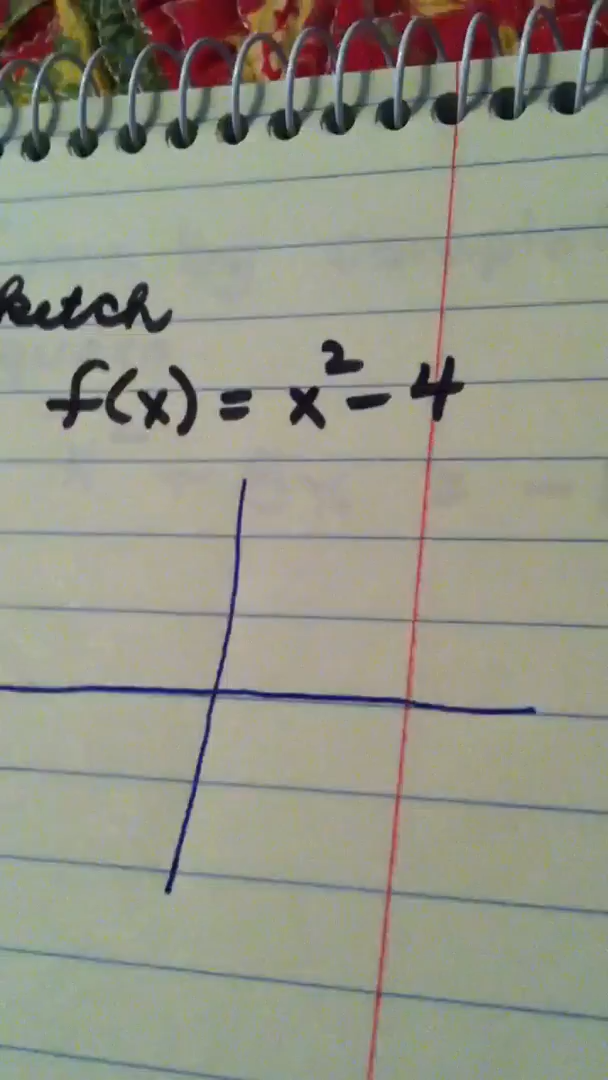 ketch
f(x) = x² - 4